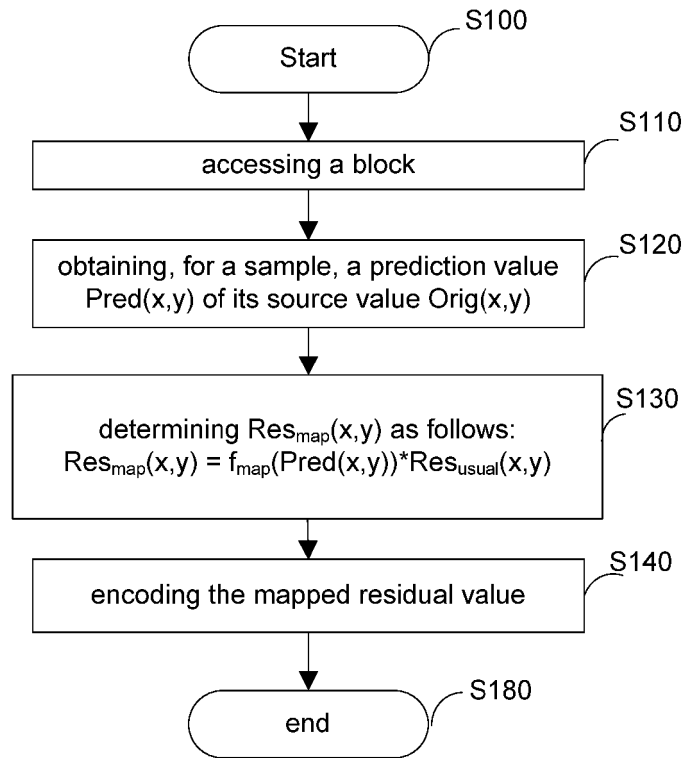 S100
Start
S110
accessing a block
S120
obtaining, for a sample, a prediction value
Pred(x,y) of its source value Orig(x,y)
S130
determining Resmap(x,y) as follows:
Resmap(x,y) = fmap(Pred(x,y))*Resusual(x,y)
S140
encoding the mapped residual value
S180
end